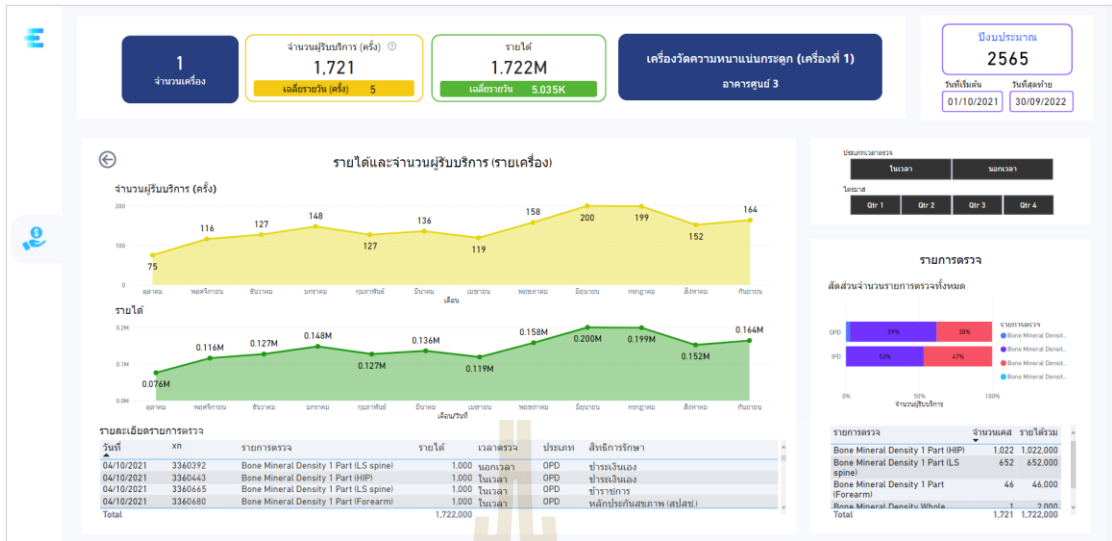 1
จำนวนเครื่อง
จำนวนผู้รับบริการ (ครั้ง)
1,721
เฉลี่ยรายวัน (ครั้ง) 5
รายได้
1.722M
เฉลี่ยรายวัน 5.035K
เครื่องวัดความหนาแน่นกระดูก (เครื่องที่ 1)
อาคารศูนย์ 3
ปีงบประมาณ
2565
วันที่เริ่มต้น วันที่สุดท้าย
01/10/2021 30/09/2022
รายได้และจำนวนผู้รับบริการ (รายเครื่อง)
จำนวนผู้รับบริการ (ครั้ง)
200
100
0
75 116 127 148 127 136 119 158 200 199 152 164
ตุลาคม พฤศจิกายน ธันวาคม มกราคม กุมภาพันธ์ มีนาคม เมษายน พฤษภาคม มิถุนายน กรกฎาคม สิงหาคม กันยายน
เดือน
รายได้
0.2M
0.1M
0.0M
0.076M 0.116M 0.127M 0.148M 0.127M 0.136M 0.119M 0.158M 0.200M 0.199M 0.152M 0.164M
ตุลาคม พฤศจิกายน ธันวาคม มกราคม กุมภาพันธ์ มีนาคม เมษายน พฤษภาคม มิถุนายน กรกฎาคม สิงหาคม กันยายน
เดือน/วันที่
รายละเอียดรายการตรวจ
วันที่ xn รายการตรวจ รายได้ เวลาตรวจ ประเภท สิทธิการรักษา
04/10/2021 3360392 Bone Mineral Density 1 Part (LS spine) 1,000 นอกเวลา OPD ชำระเงินเอง
04/10/2021 3360443 Bone Mineral Density 1 Part (HIP) 1,000 ในเวลา OPD ชำระเงินเอง
04/10/2021 3360665 Bone Mineral Density 1 Part (LS spine) 1,000 ในเวลา OPD ข้าราชการ
04/10/2021 3360680 Bone Mineral Density 1 Part (Forearm) 1,000 ในเวลา OPD หลักประกันสุขภาพ (สปสช.)
Total 1,722,000
ประเภทเวลาตรวจ
ในเวลา นอกเวลา
ไตรมาส
Qtr 1 Qtr 2 Qtr 3 Qtr 4
รายการตรวจ
สัดส่วนจำนวนรายการตรวจทั้งหมด
OPD 59% 38%
IPD 53% 47%
0% 50% 100%
จำนวนผู้รับบริการ
รายการตรวจ
Bone Mineral Densit...
Bone Mineral Densit...
Bone Mineral Densit...
Bone Mineral Densit...
รายการตรวจ จำนวนเคส รายได้รวม
Bone Mineral Density 1 Part (HIP) 1,022 1,022,000
Bone Mineral Density 1 Part (LS 652 652,000
spine)
Bone Mineral Density 1 Part 46 46,000
(Forearm)
Bone Mineral Density Whole 1 2,000
Total 1,721 1,722,000